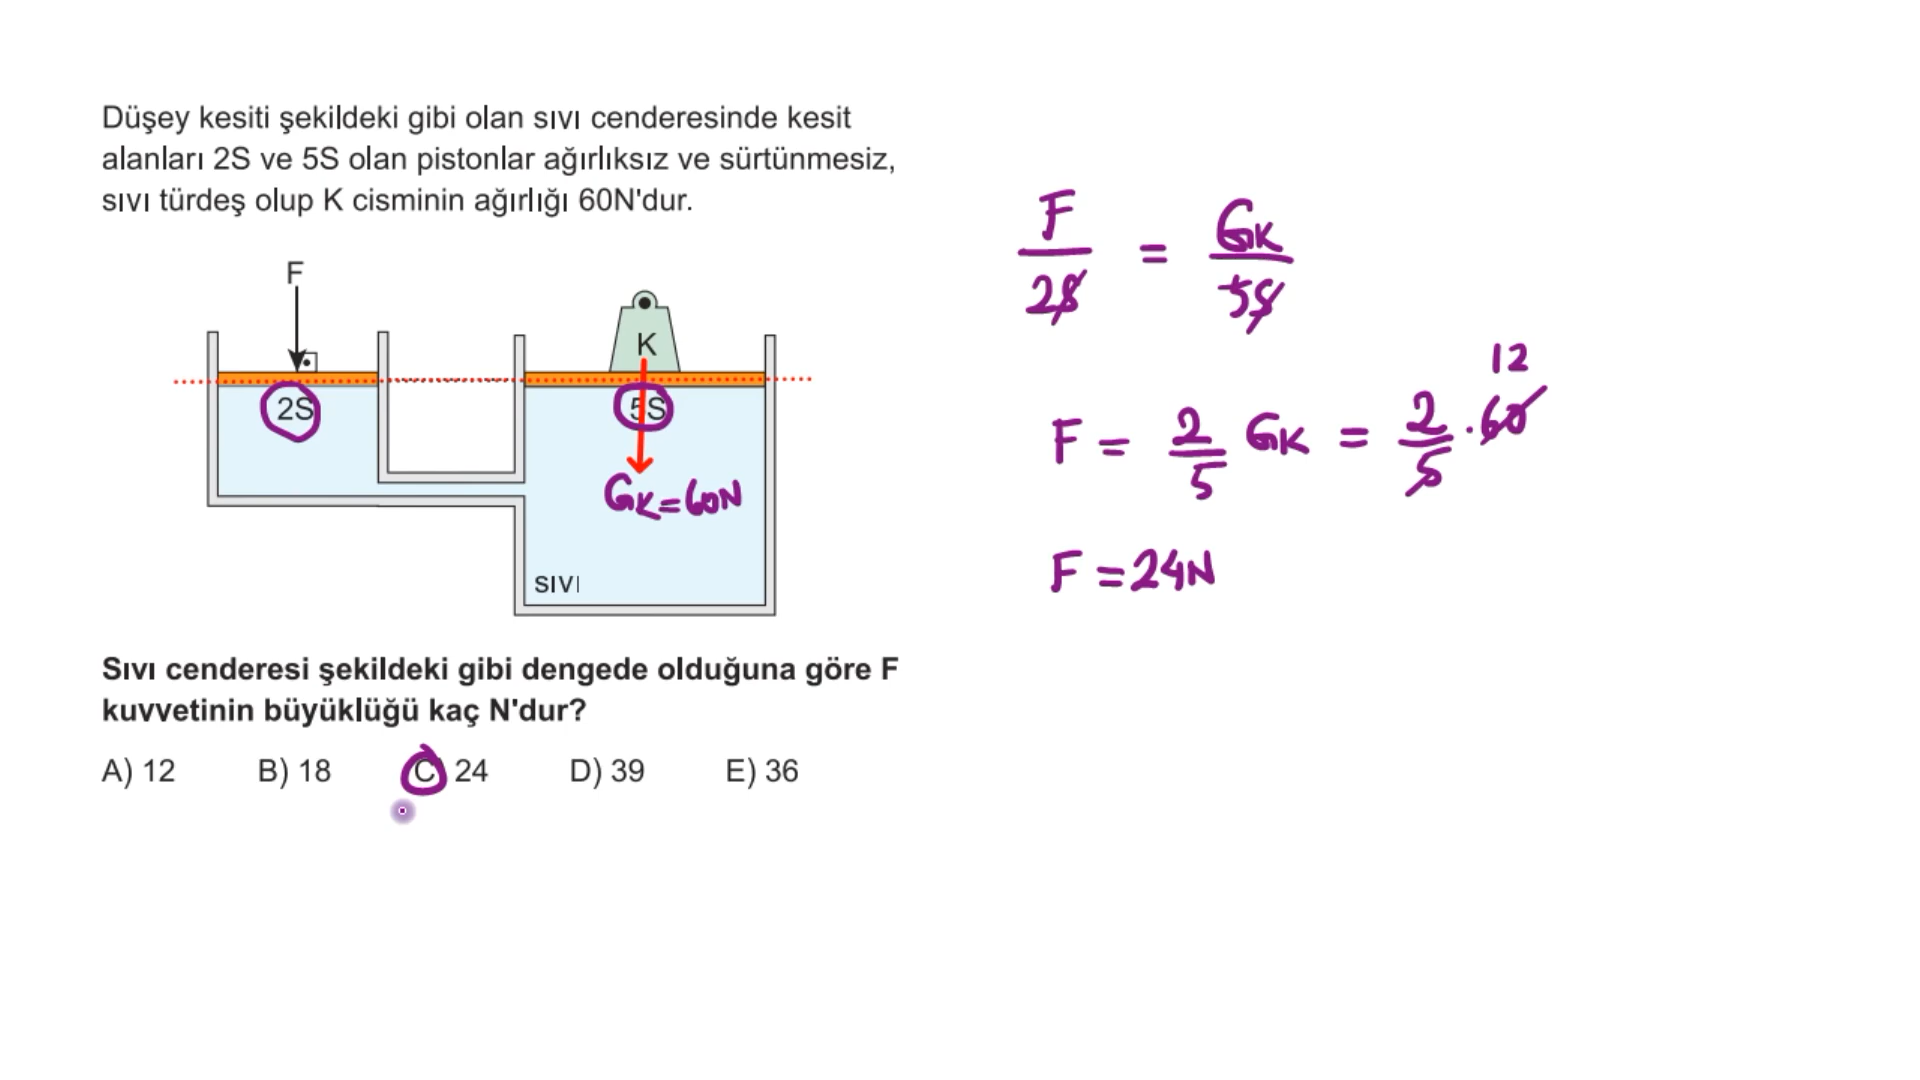 Düşey kesiti şekildeki gibi olan sıvı cenderesinde kesit
alanları 2S ve 5S olan pistonlar ağırlıksız ve sürtünmesiz,
sıvı türdeş olup K cisminin ağırlığı 60N'dur.
F
K
2S
5S
GK=60N
SIVI
Sıvı cenderesi şekildeki gibi dengede olduğuna göre F
kuvvetinin büyüklüğü kaç N'dur?
A) 12 B) 18 C) 24 D) 39 E) 36
F/2S = GK/5S
12
F = 2/5 GK = 2/5 . 60
F = 24N